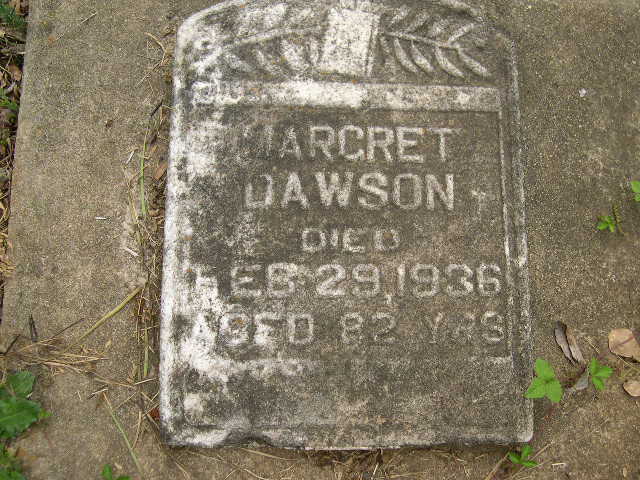 MARGRET
DAWSON
DIED
FEB 29, 1936
AGED 82 YRS